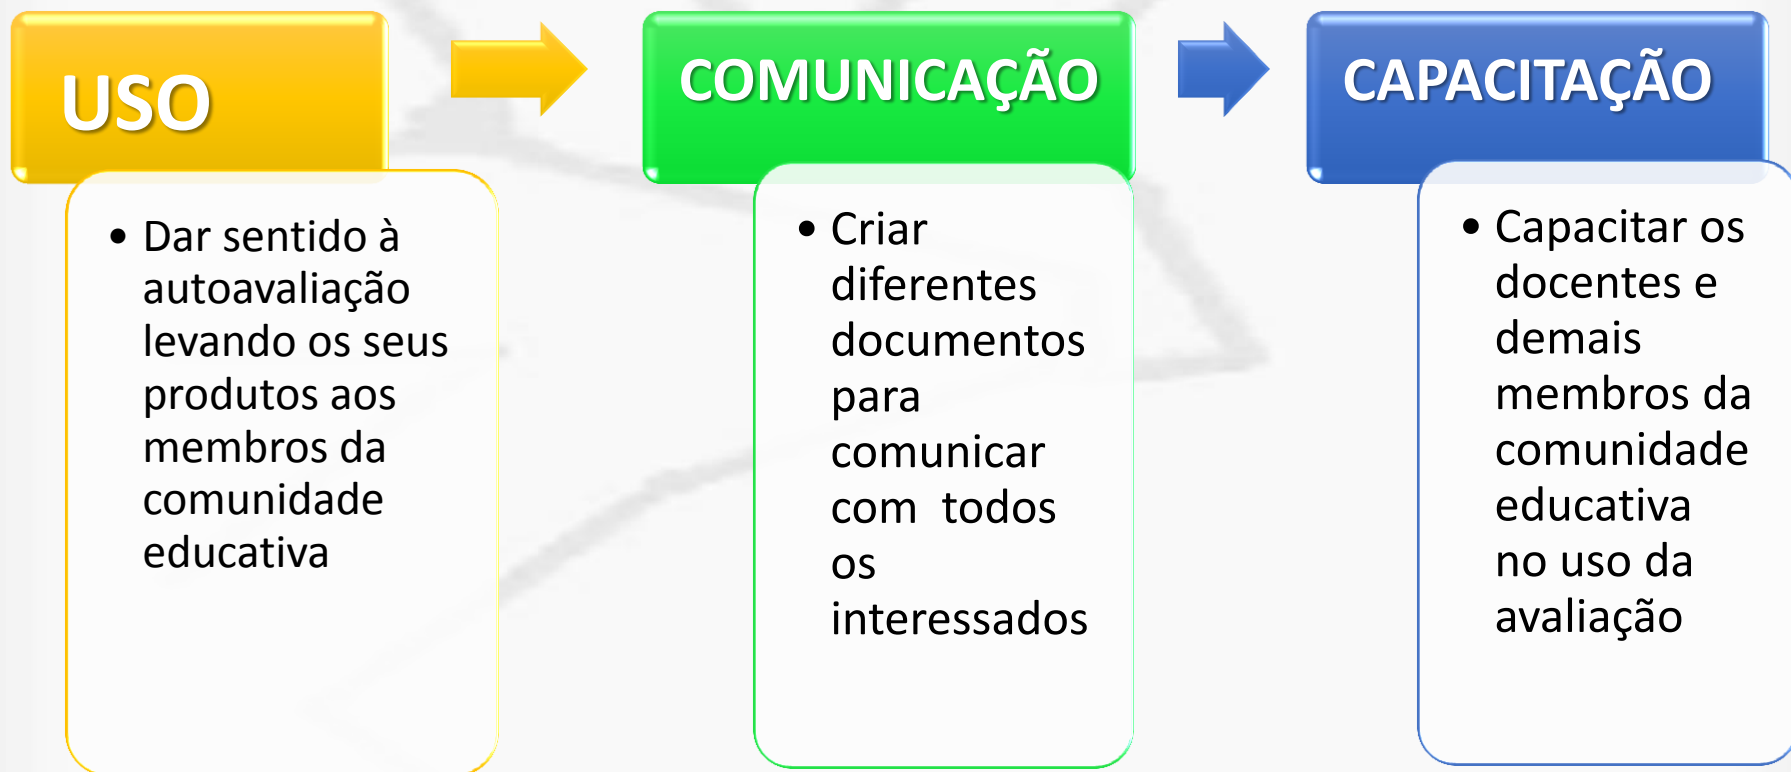 USO
• Dar sentido à
autoavaliação
levando os seus
produtos aos
membros da
comunidade
educativa
COMUNICAÇÃO
• Criar
diferentes
documentos
para
comunicar
com  todos
os
interessados
CAPACITAÇÃO
• Capacitar os
docentes e
demais
membros da
comunidade
educativa
no uso da
avaliação